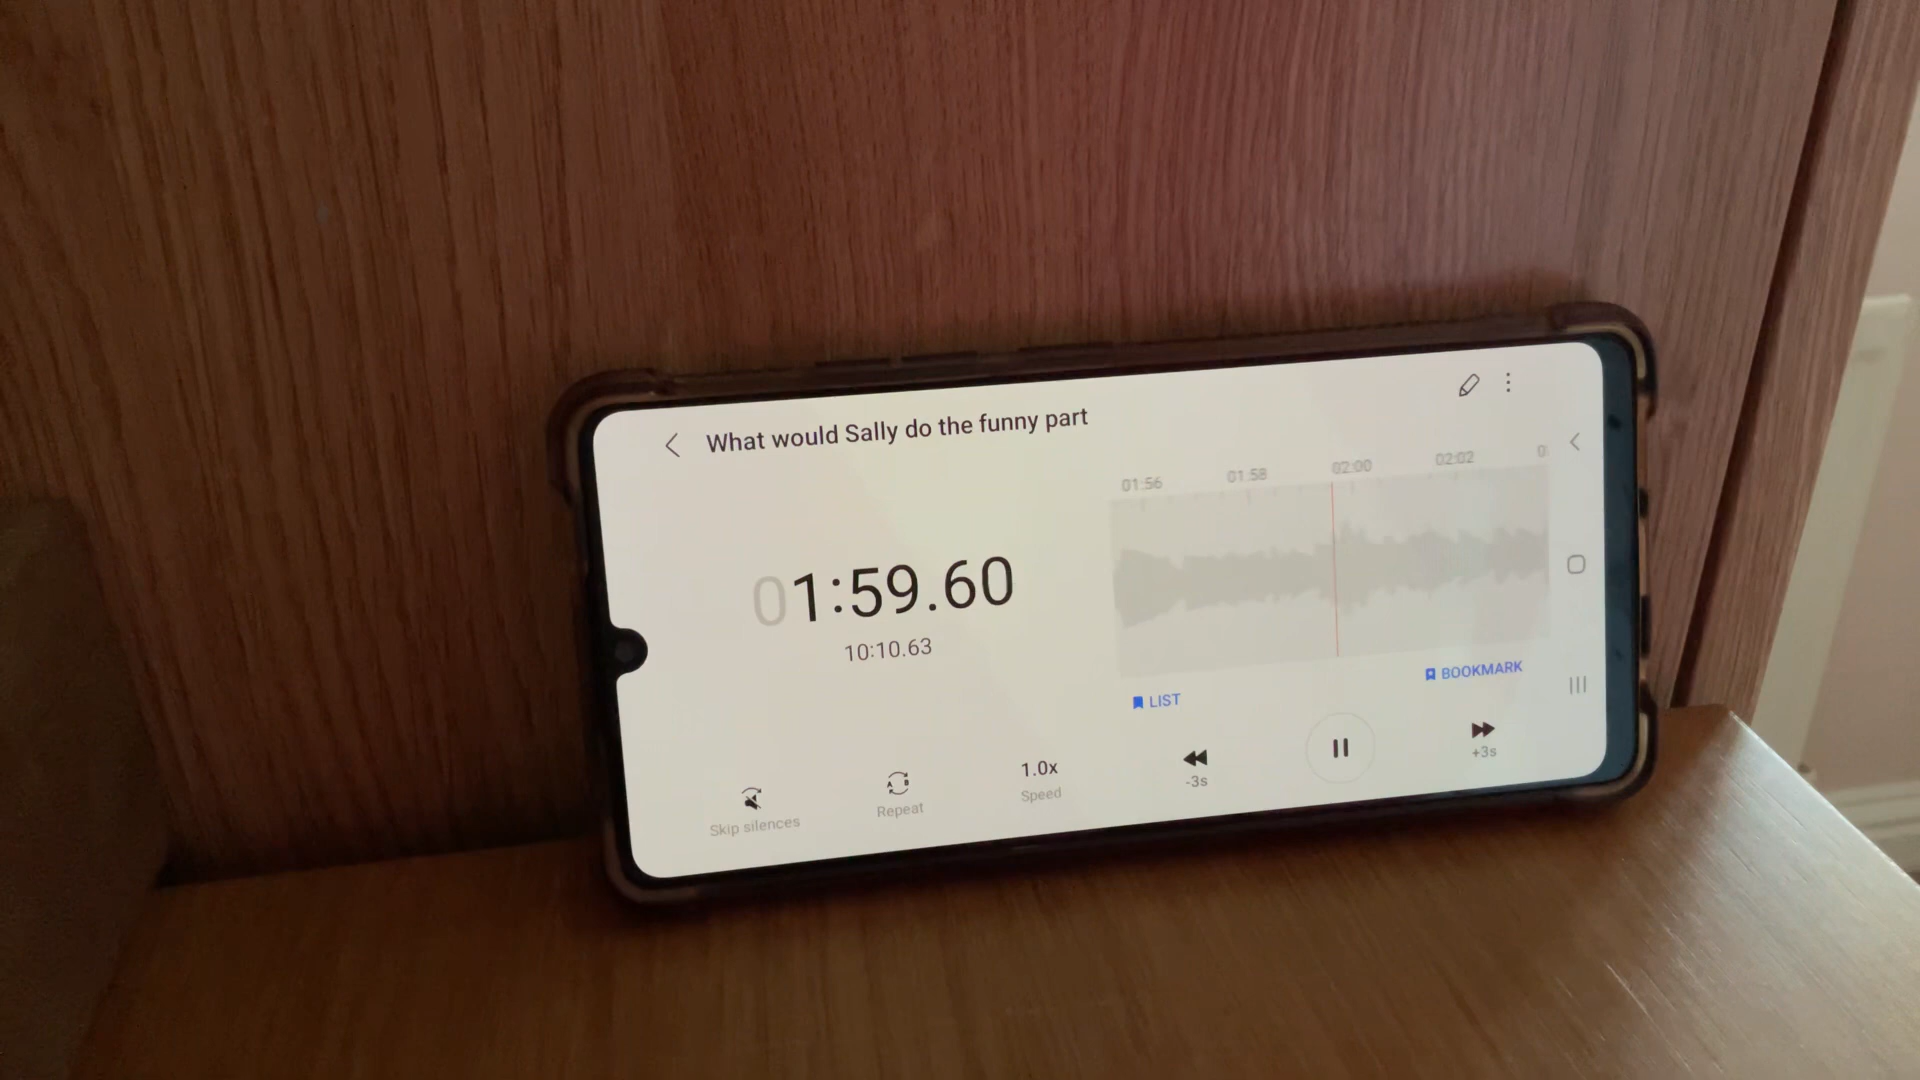 What would Sally do the funny part
01:56 01:58 02:00 02:02 0
01:59.60
10:10.63
LIST BOOKMARK
Skip silences
Repeat
1.0x
Speed
-3s
+3s